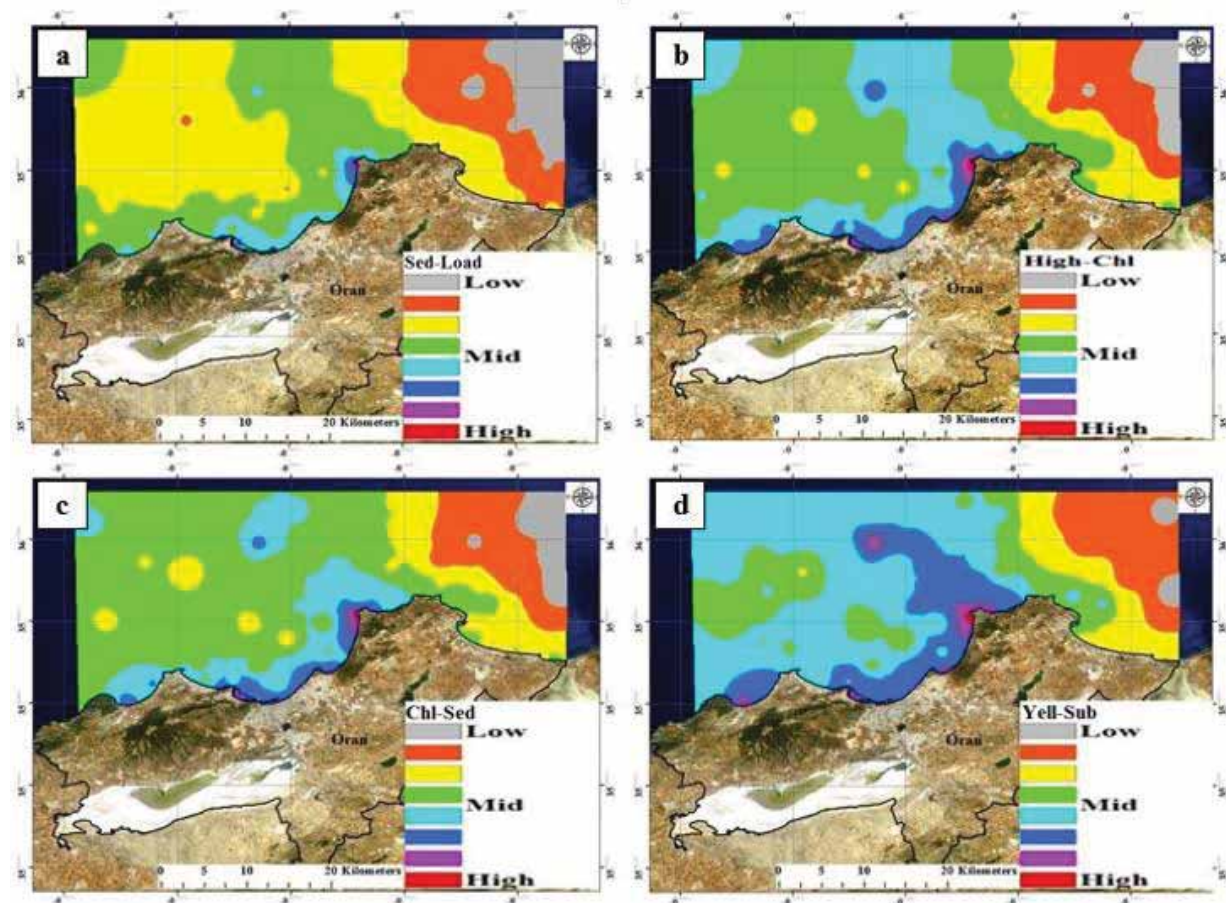 a
Sed-Load
Low
Mid
High
Oran
0 5 10 20 Kilometers
b
High-Chl
Low
Mid
High
Oran
0 5 10 20 Kilometers
c
Chl-Sed
Low
Mid
High
Oran
0 5 10 20 Kilometers
d
Yell-Sub
Low
Mid
High
Oran
0 5 10 20 Kilometers